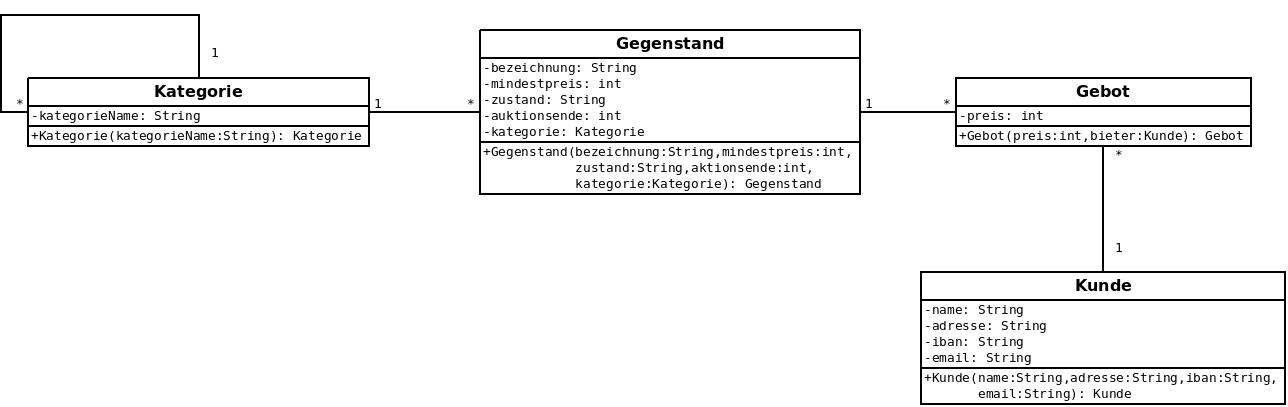 1
*
Kategorie
-kategorieName: String
+Kategorie(kategorieName:String): Kategorie
1
*
Gegenstand
-bezeichnung: String
-mindestpreis: int
-zustand: String
-auktionsende: int
-kategorie: Kategorie
+Gegenstand(bezeichnung:String,mindestpreis:int,
zustand:String,aktionsende:int,
kategorie:Kategorie): Gegenstand
1
*
Gebot
-preis: int
+Gebot(preis:int,bieter:Kunde): Gebot
*
1
Kunde
-name: String
-adresse: String
-iban: String
-email: String
+Kunde(name:String,adresse:String,iban:String,
email:String): Kunde